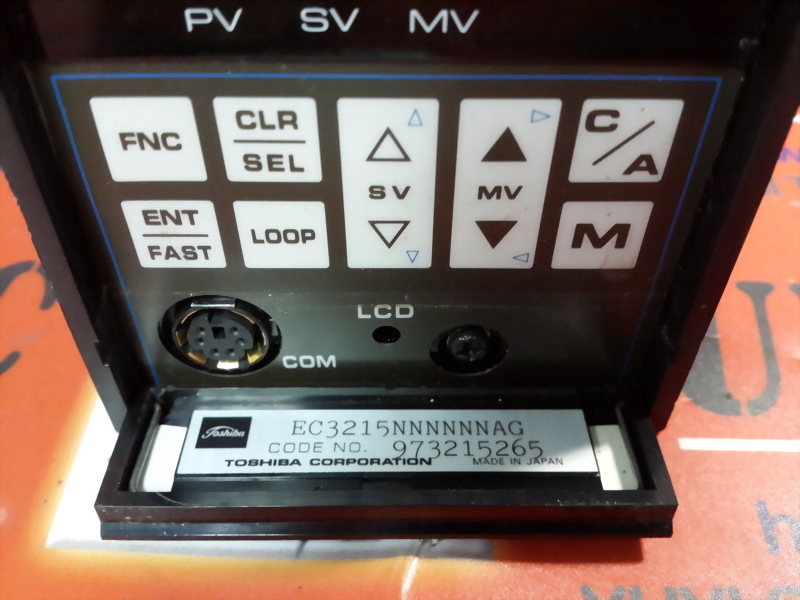 PV SV MV
FNC CLR SEL SV MV C/A
ENT FAST LOOP M
LCD
COM
Toshiba EC3215NNNNNNAG
CODE NO. 973215265
TOSHIBA CORPORATION MADE IN JAPAN